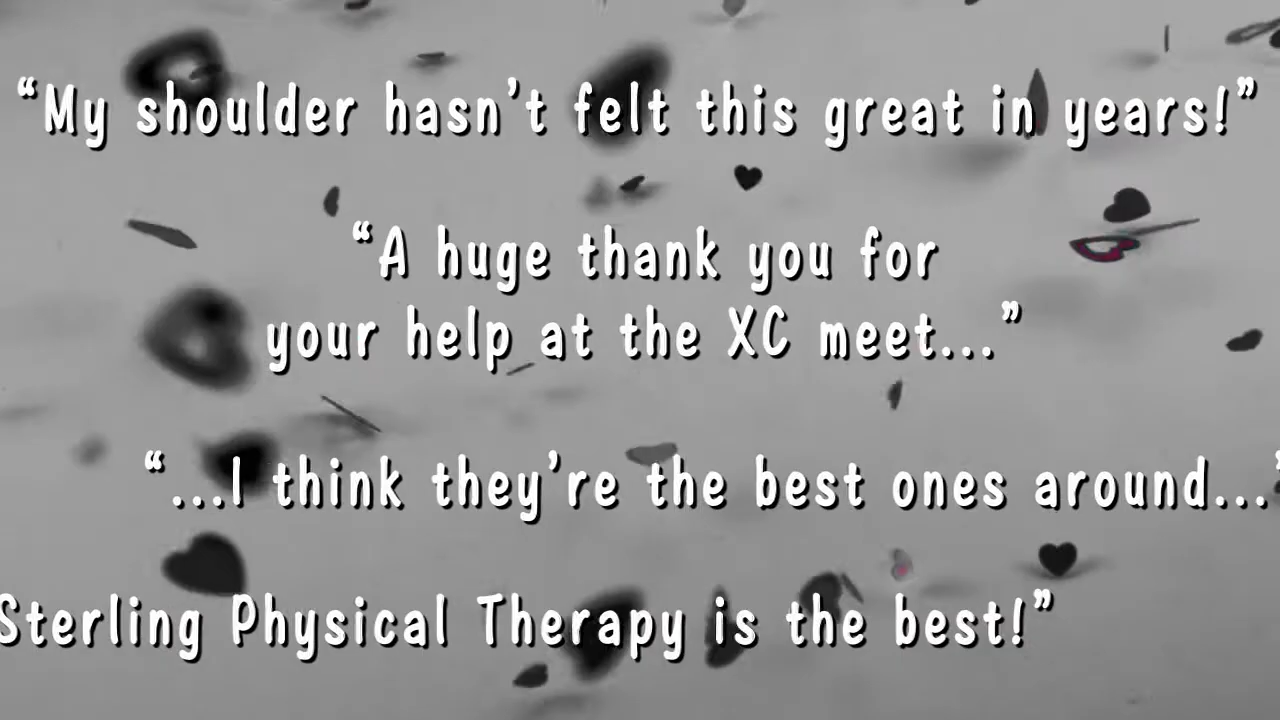 “My shoulder hasn’t felt this great in years!”
“A huge thank you for
your help at the XC meet...”
“...I think they’re the best ones around...”
Sterling Physical Therapy is the best!”